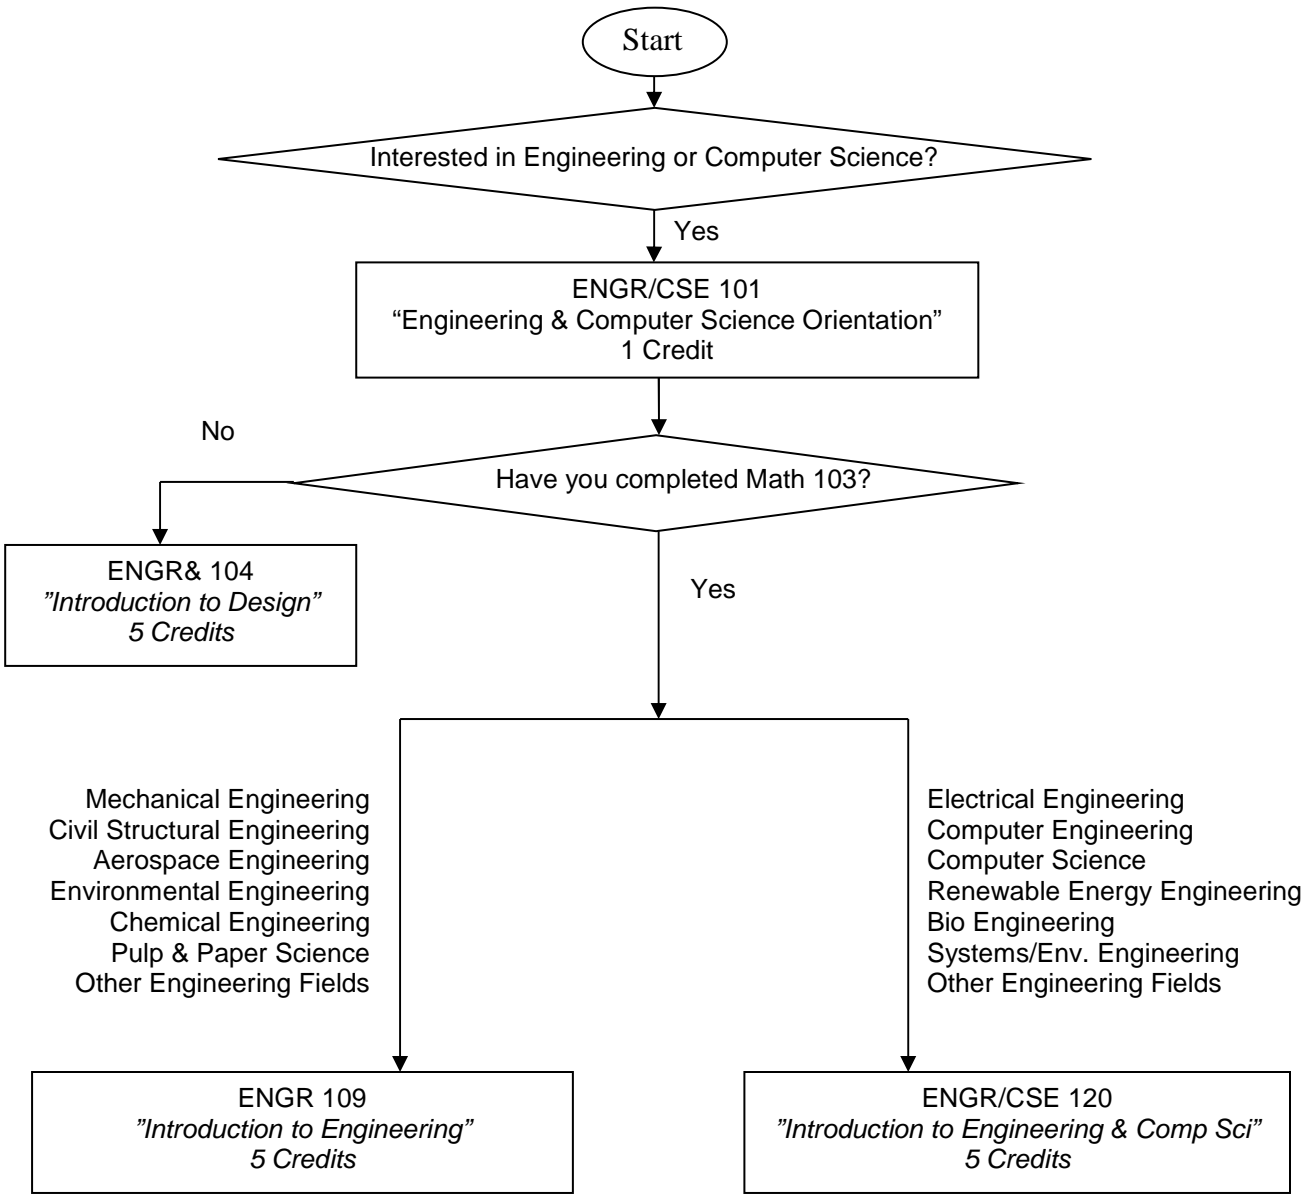 Start
Interested in Engineering or Computer Science?
Yes
ENGR/CSE 101
“Engineering & Computer Science Orientation”
1 Credit
No
Have you completed Math 103?
ENGR& 104
”Introduction to Design”
5 Credits
Yes
Mechanical Engineering
Civil Structural Engineering
Aerospace Engineering
Environmental Engineering
Chemical Engineering
Pulp & Paper Science
Other Engineering Fields
Electrical Engineering
Computer Engineering
Computer Science
Renewable Energy Engineering
Bio Engineering
Systems/Env. Engineering
Other Engineering Fields
ENGR 109
”Introduction to Engineering”
5 Credits
ENGR/CSE 120
”Introduction to Engineering & Comp Sci”
5 Credits